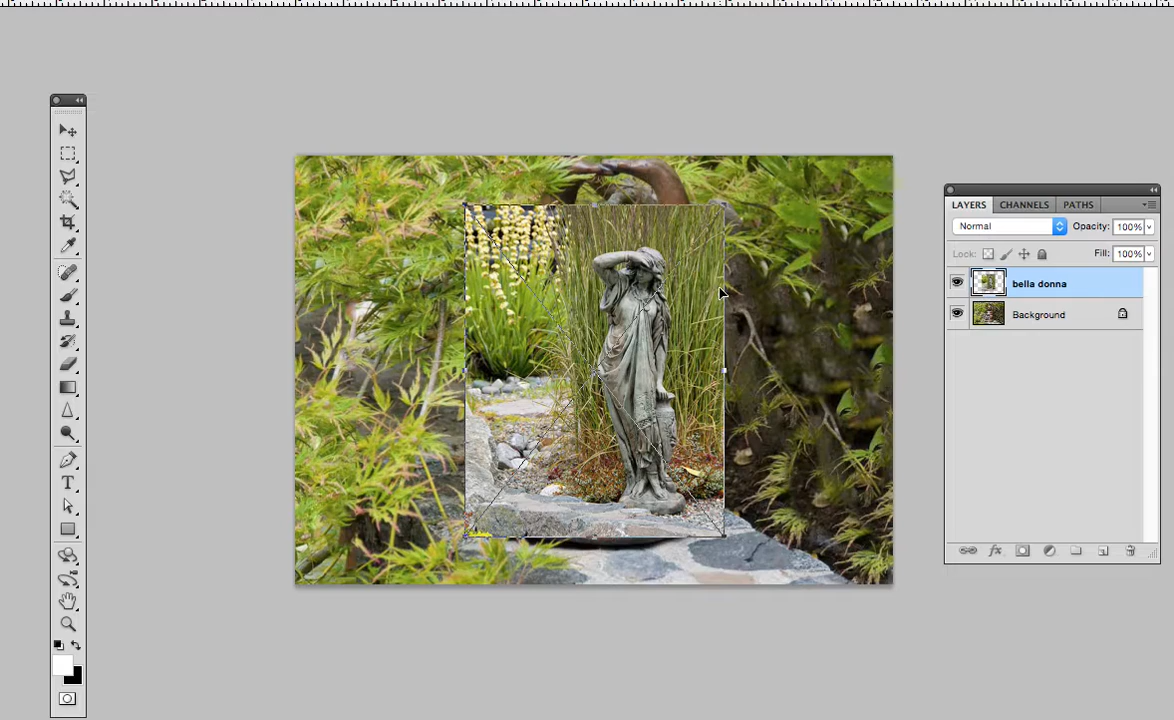 LAYERS CHANNELS PATHS
Normal Opacity: 100%
Lock: Fill: 100%
bella donna
Background